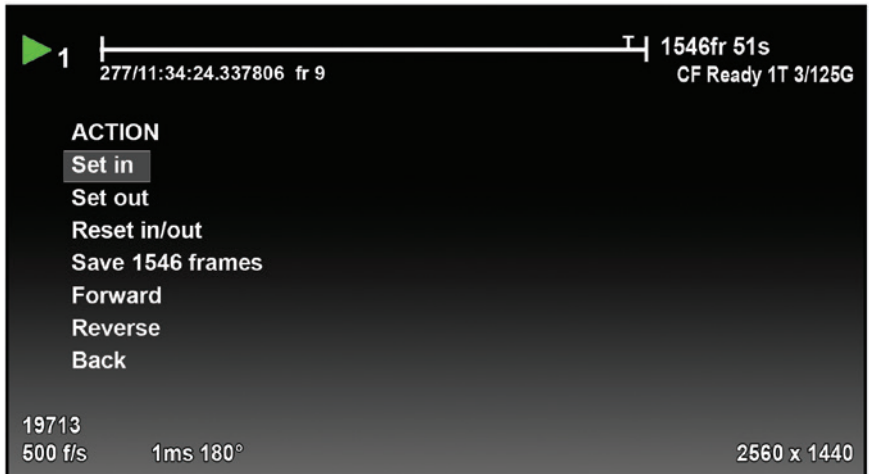 1 T 1546fr 51s
277/11:34:24.337806 fr 9 CF Ready 1T 3/125G
ACTION
Set in
Set out
Reset in/out
Save 1546 frames
Forward
Reverse
Back
19713
500 f/s 1ms 180° 2560 x 1440